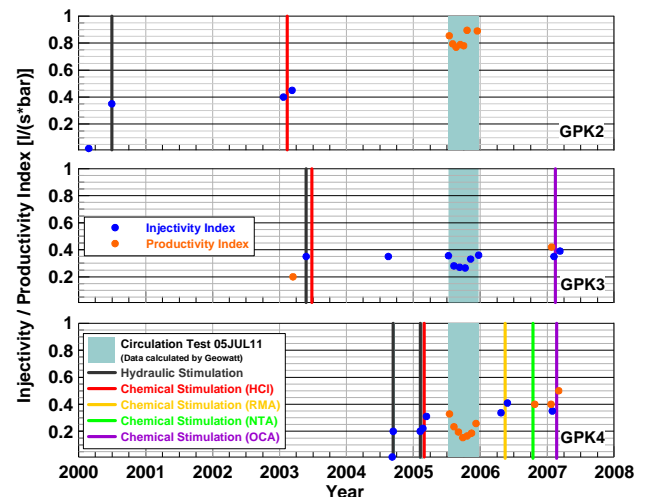 Injectivity / Productivity Index [l/(s*bar)]
1
0.8
0.6
0.4
0.2
GPK2
1
0.8
0.6
0.4
0.2
Injectivity Index
Productivity Index
GPK3
1
0.8
0.6
0.4
0.2
Circulation Test 05JUL11
(Data calculated by Geowatt)
Hydraulic Stimulation
Chemical Stimulation (HCl)
Chemical Stimulation (RMA)
Chemical Stimulation (NTA)
Chemical Stimulation (OCA)
GPK4
2000 2001 2002 2003 2004 2005 2006 2007 2008
Year